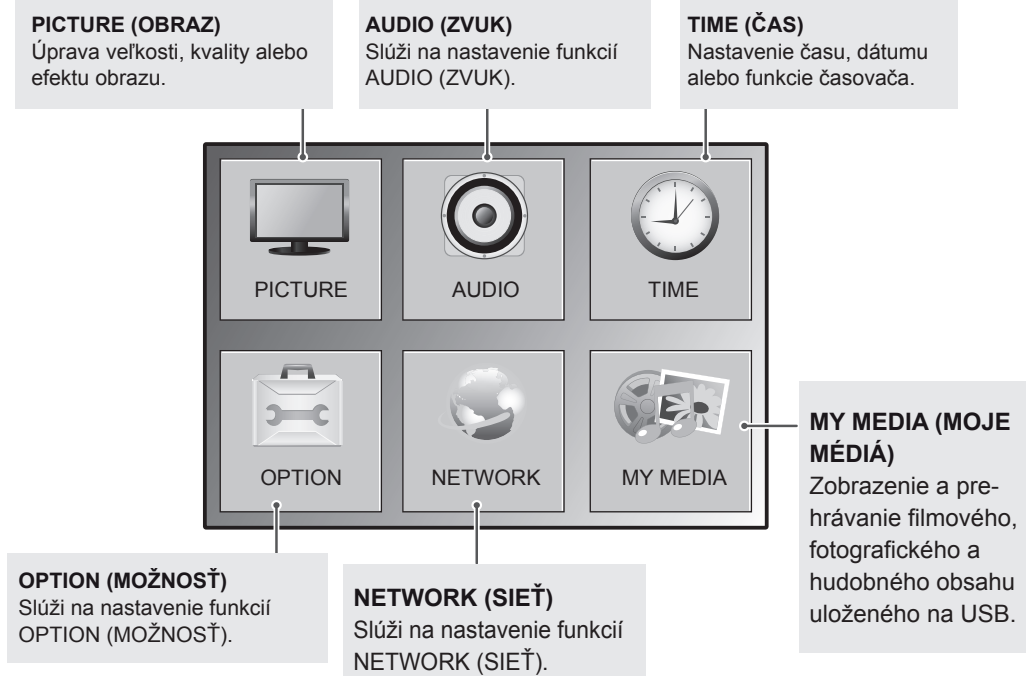 PICTURE (OBRAZ)
Úprava veľkosti, kvality alebo
efektu obrazu.
AUDIO (ZVUK)
Slúži na nastavenie funkcií
AUDIO (ZVUK).
TIME (ČAS)
Nastavenie času, dátumu
alebo funkcie časovača.
PICTURE
AUDIO
TIME
OPTION
NETWORK
MY MEDIA
MY MEDIA (MOJE
MÉDIÁ)
Zobrazenie a pre-
hrávanie filmového,
fotografického a
hudobného obsahu
uloženého na USB.
OPTION (MOŽNOSŤ)
Slúži na nastavenie funkcií
OPTION (MOŽNOSŤ).
NETWORK (SIEŤ)
Slúži na nastavenie funkcií
NETWORK (SIEŤ).